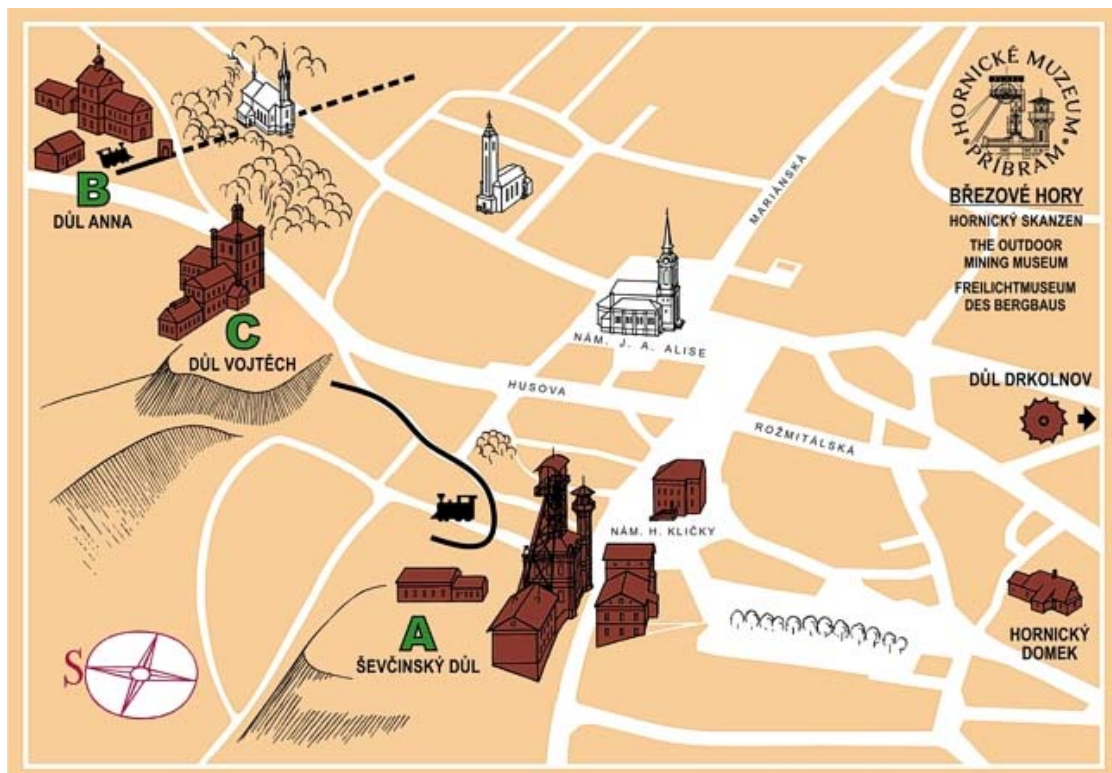 HORNICKÉ MUZEUM
• PŘÍBRAM •
BŘEZOVÉ HORY
HORNICKÝ SKANZEN
THE OUTDOOR
MINING MUSEUM
FREILICHTMUSEUM
DES BERGBAUS
B
DŮL ANNA
MARIÁNSKÁ
C
DŮL VOJTĚCH
NÁM. J. A. ALISE
HUSOVA
DŮL DRKOLNOV
ROŽMITÁLSKÁ
NÁM. H. KLIČKY
A
ŠEVČINSKÝ DŮL
HORNICKÝ
DOMEK
S